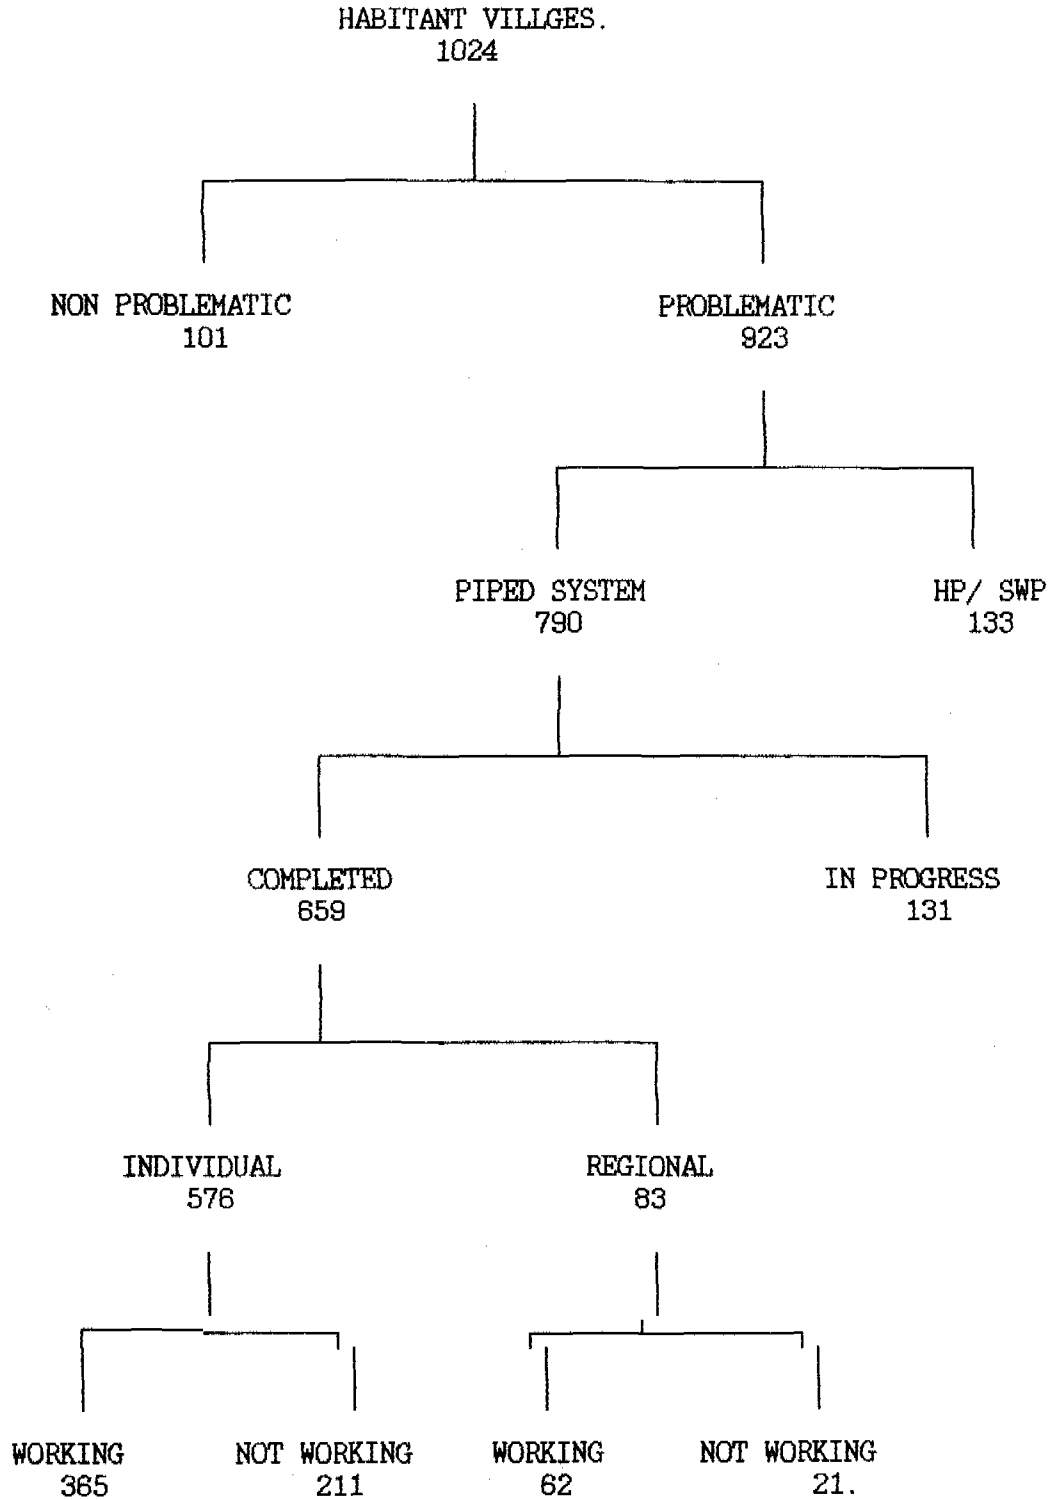 HABITANT VILLGES.
1024
NON PROBLEMATIC
101
PROBLEMATIC
923
PIPED SYSTEM
790
HP/ SWP
133
COMPLETED
659
IN PROGRESS
131
INDIVIDUAL
576
REGIONAL
83
WORKING
365
NOT WORKING
211
WORKING
62
NOT WORKING
21.